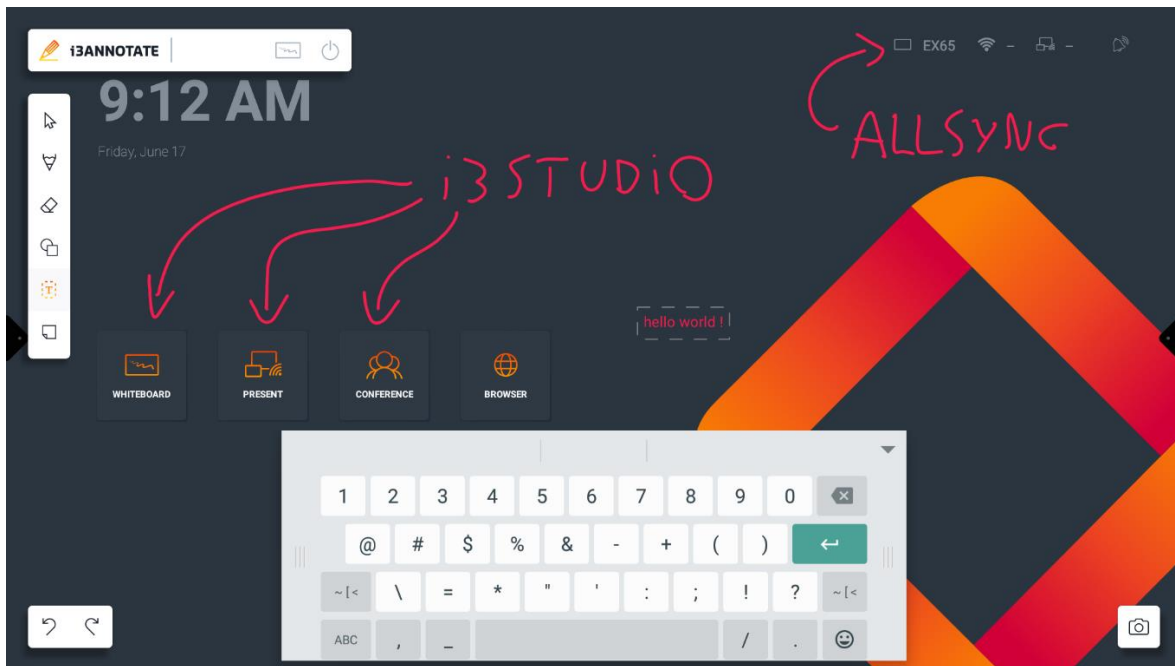 i3ANNOTATE
EX65 - -
9:12 AM
Friday, June 17
ALLSYNC
i3STUDiO
hello world !
WHITEBOARD PRESENT CONFERENCE BROWSER
1 2 3 4 5 6 7 8 9 0
@ # $ % & - + ( )
~[< \ = * " ' : ; ! ? ~[<
ABC , _ / .